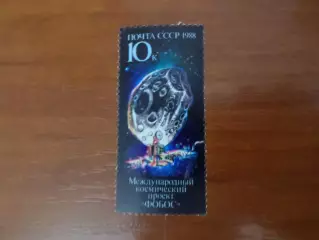 ПОЧТА СССР·1988
10к
Международный
космический
проект
«ФОБОС»